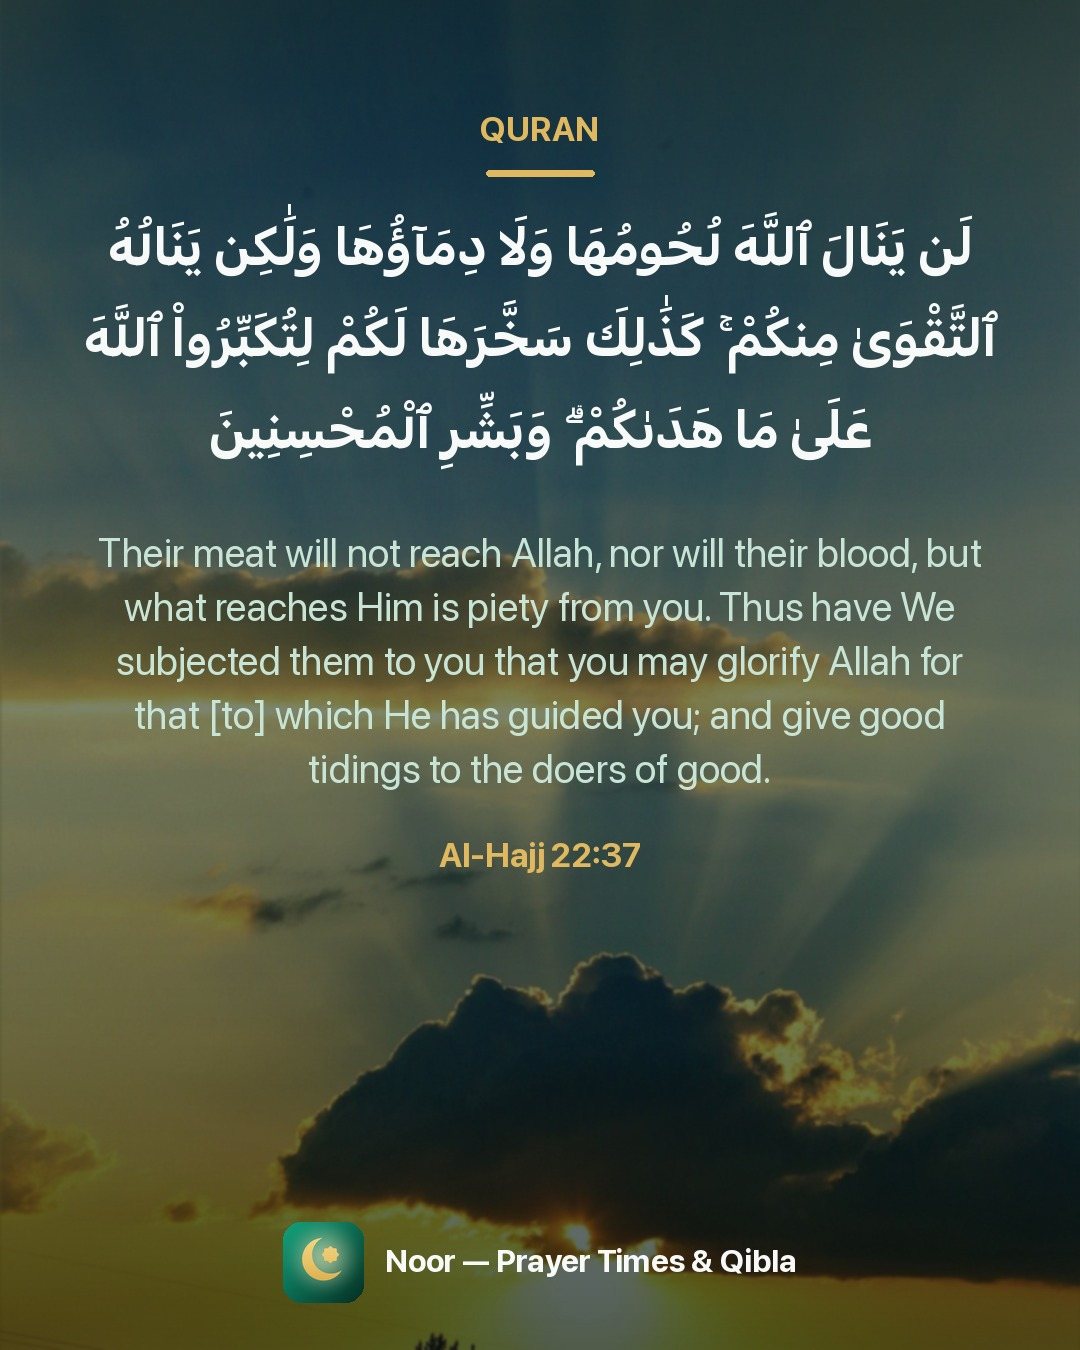 QURAN
لَن يَنَالَ ٱللَّهَ لُحُومُهَا وَلَا دِمَآؤُهَا وَلَٰكِن يَنَالُهُ
ٱلتَّقْوَىٰ مِنكُمْ ۚ كَذَٰلِكَ سَخَّرَهَا لَكُمْ لِتُكَبِّرُوا۟ ٱللَّهَ
عَلَىٰ مَا هَدَىٰكُمْ ۗ وَبَشِّرِ ٱلْمُحْسِنِينَ
Their meat will not reach Allah, nor will their blood, but
what reaches Him is piety from you. Thus have We
subjected them to you that you may glorify Allah for
that [to] which He has guided you; and give good
tidings to the doers of good.
Al-Hajj 22:37
Noor — Prayer Times & Qibla